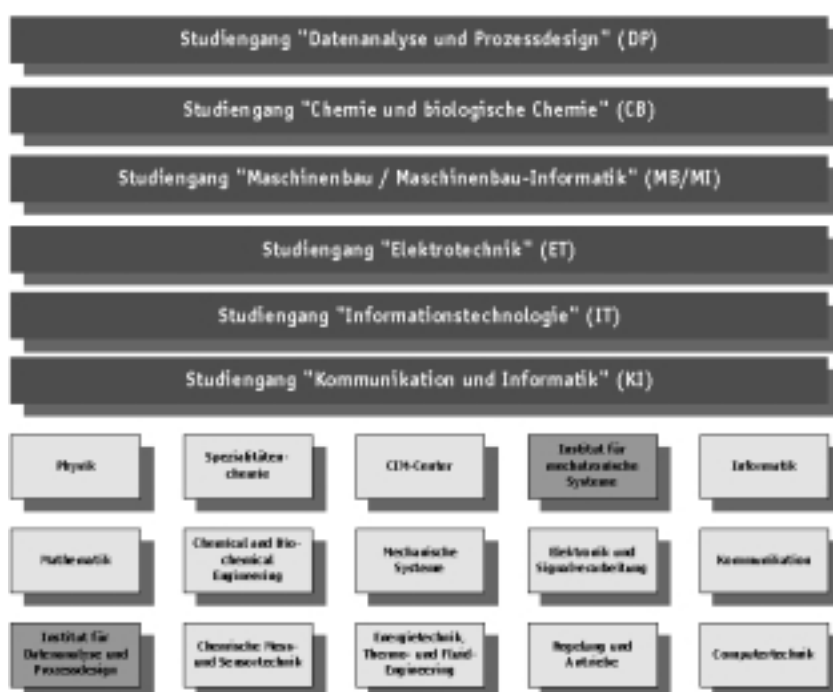 Studiengang "Datenanalyse und Prozessdesign" (DP)
Studiengang "Chemie und biologische Chemie" (CB)
Studiengang "Maschinenbau / Maschinenbau-Informatik" (MB/MI)
Studiengang "Elektrotechnik" (ET)
Studiengang "Informationstechnologie" (IT)
Studiengang "Kommunikation und Informatik" (KI)
Physik
Spezialitäten-
chemie
CIM-Center
Institut für
mechatronische
Systeme
Informatik
Mathematik
Chemical and Bio-
chemical
Engineering
Mechanische
Systeme
Elektronik und
Signalverarbeitung
Kommunikation
Institut für
Datenanalyse und
Prozessdesign
Chemische Mess-
und Sensortechnik
Energietechnik,
Thermo- und Fluid-
Engineering
Regelung und
Antriebe
Computertechnik